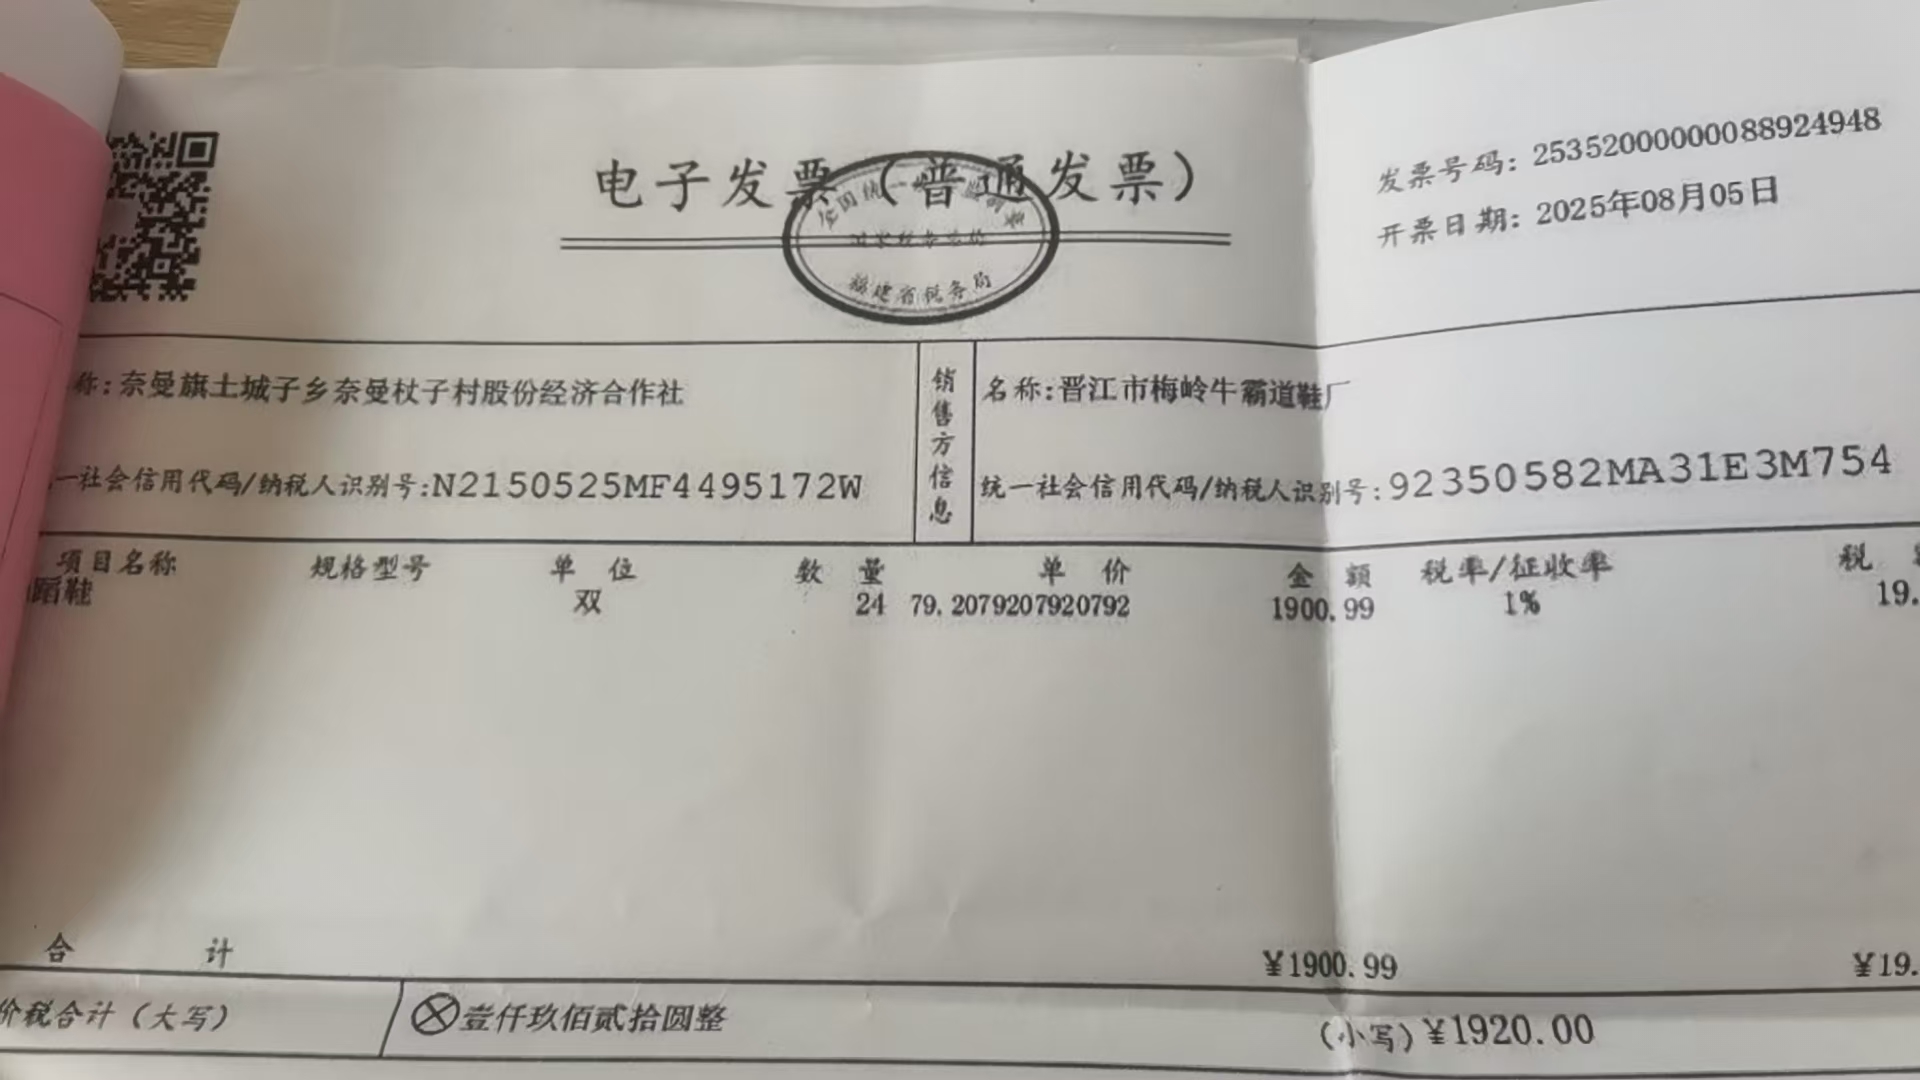 电子发票（普通发票）
发票号码：25352000000088924948
开票日期：2025年08月05日
福建省税务局
称：奈曼旗土城子乡奈曼杖子村股份经济合作社
销售方信息
名称：晋江市梅岭牛霸道鞋厂
一社会信用代码/纳税人识别号：N2150525MF4495172W
统一社会信用代码/纳税人识别号：92350582MA31E3M754
项目名称 规格型号 单位 数量 单价 金额 税率/征收率 税
蹈鞋 双 24 79.2079207920792 1900.99 1% 19.
合计 ¥1900.99 ¥19.
价税合计（大写） ⊗壹仟玖佰贰拾圆整 （小写）¥1920.00